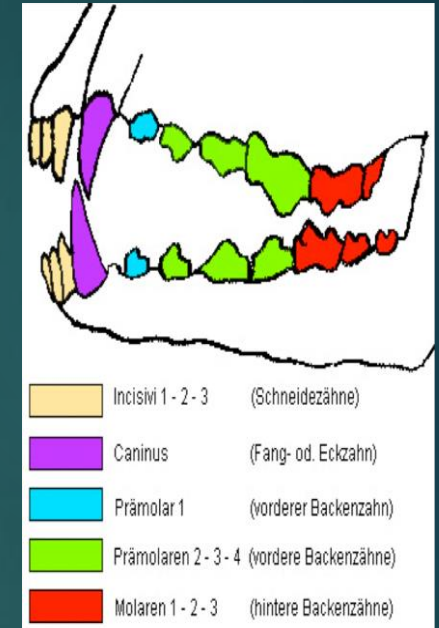 Incisivi 1 - 2 - 3 (Schneidezähne)
Caninus (Fang- od. Eckzahn)
Prämolar 1 (vorderer Backenzahn)
Prämolaren 2 - 3 - 4 (vordere Backenzähne)
Molaren 1 - 2 - 3 (hintere Backenzähne)